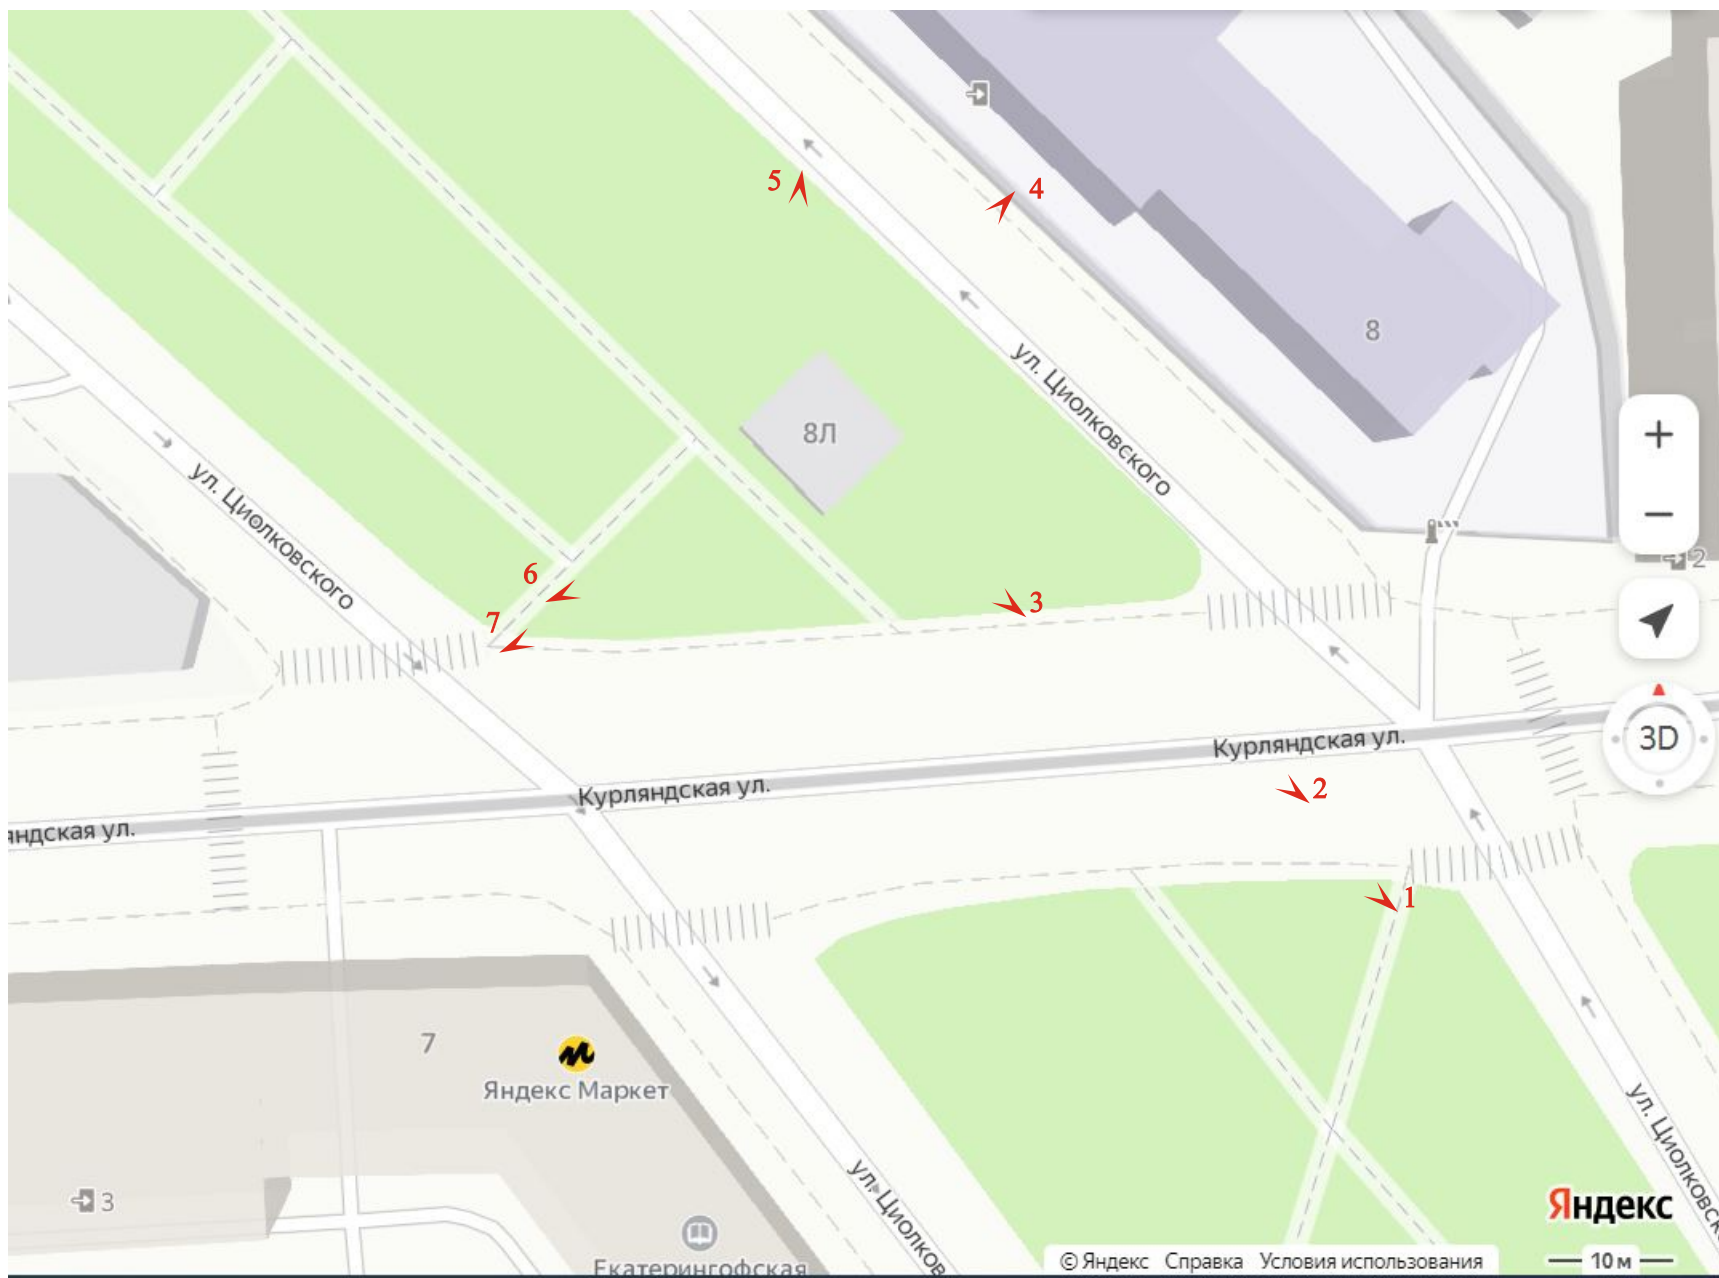 5
4
8
ул. Циолковского
8Л
ул. Циолковского
2
6
3
7
3D
Курляндская ул.
Курляндская ул.
2
яндская ул.
1
7
Яндекс Маркет
ул. Циолковск
ул. Циолков
3
Яндекс
Екатерингофская
© Яндекс Справка Условия использования
10 м